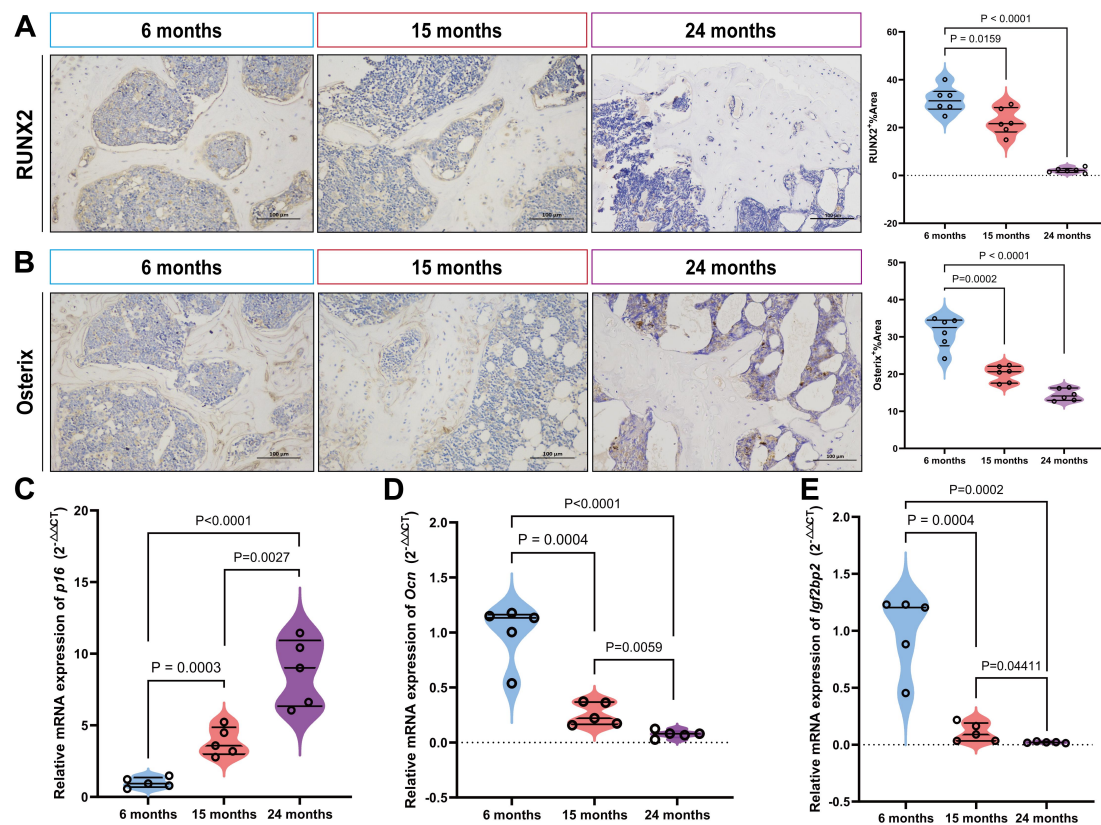 A
6 months
15 months
24 months
RUNX2
100 μm
100 μm
100 μm
RUNX2⁺%Area
60
40
20
0
-20
P < 0.0001
P = 0.0159
6 months
15 months
24 months
B
6 months
15 months
24 months
Osterix
100 μm
100 μm
100 μm
Osterix⁺%Area
50
40
30
20
10
0
P < 0.0001
P=0.0002
6 months
15 months
24 months
C
Relative mRNA expression of p16 (2^-△△CT)
20
15
10
5
0
P<0.0001
P=0.0027
P = 0.0003
6 months
15 months
24 months
D
Relative mRNA expression of Ocn (2^-△△CT)
2.0
1.5
1.0
0.5
0.0
-0.5
P<0.0001
P = 0.0004
P=0.0059
6 months
15 months
24 months
E
Relative mRNA expression of Igf2bp2 (2^-△△CT)
2.0
1.5
1.0
0.5
0.0
-0.5
P=0.0002
P = 0.0004
P=0.04411
6 months
15 months
24 months